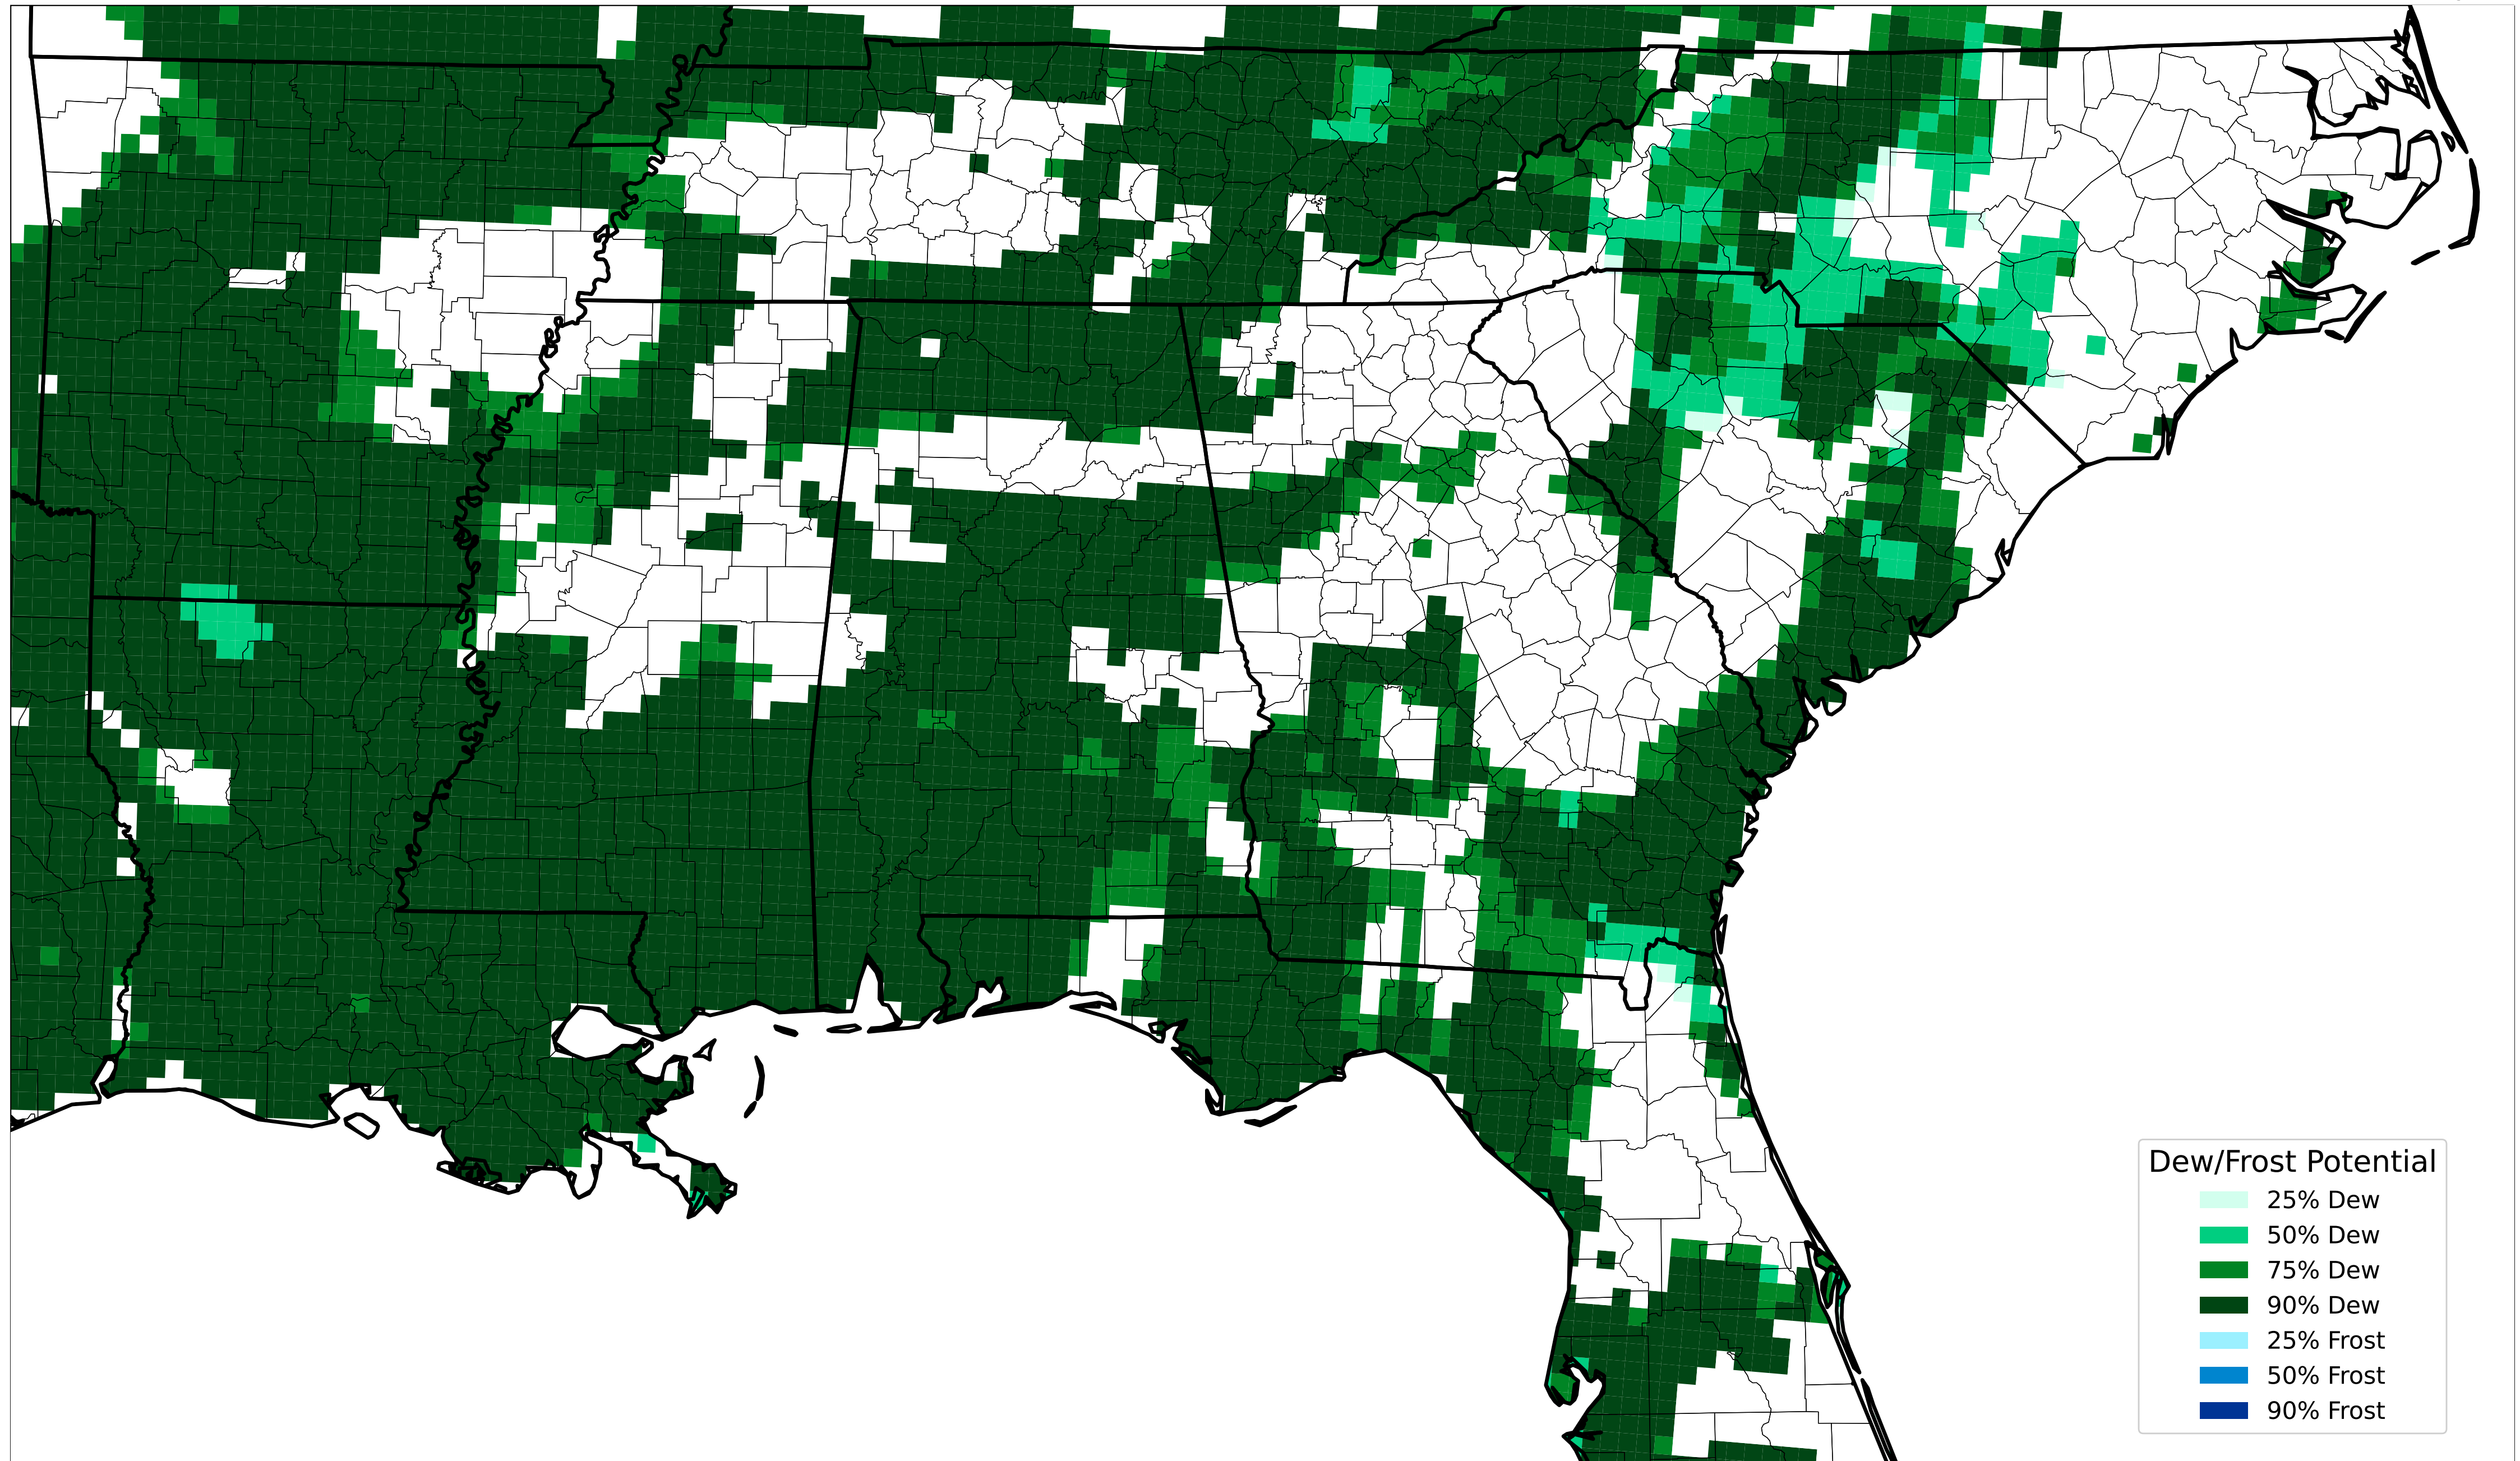 Dew/Frost Potential
25% Dew
50% Dew
75% Dew
90% Dew
25% Frost
50% Frost
90% Frost